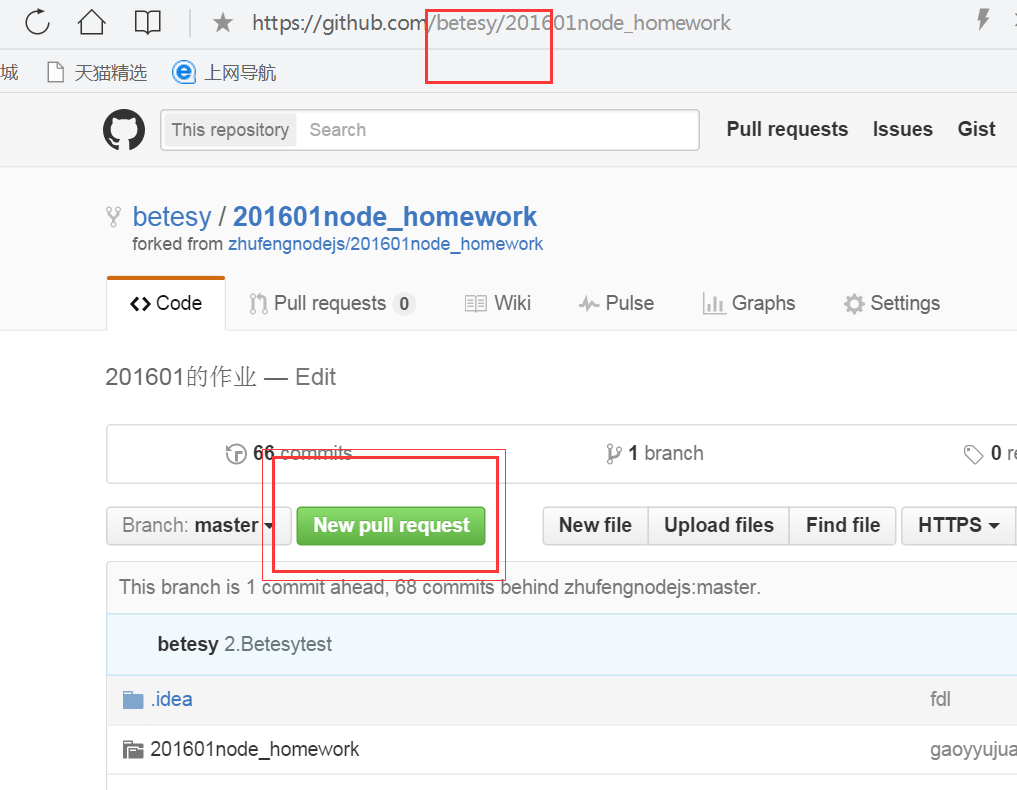 https://github.com/betesy/201601node_homework
城 天猫精选 上网导航
This repository Search Pull requests Issues Gist
betesy / 201601node_homework
forked from zhufengnodejs/201601node_homework
Code Pull requests 0 Wiki Pulse Graphs Settings
201601的作业 — Edit
66 commits 1 branch 0 re
Branch: master New pull request New file Upload files Find file HTTPS
This branch is 1 commit ahead, 68 commits behind zhufengnodejs:master.
betesy 2.Betesytest
.idea fdl
201601node_homework gaoyyujua